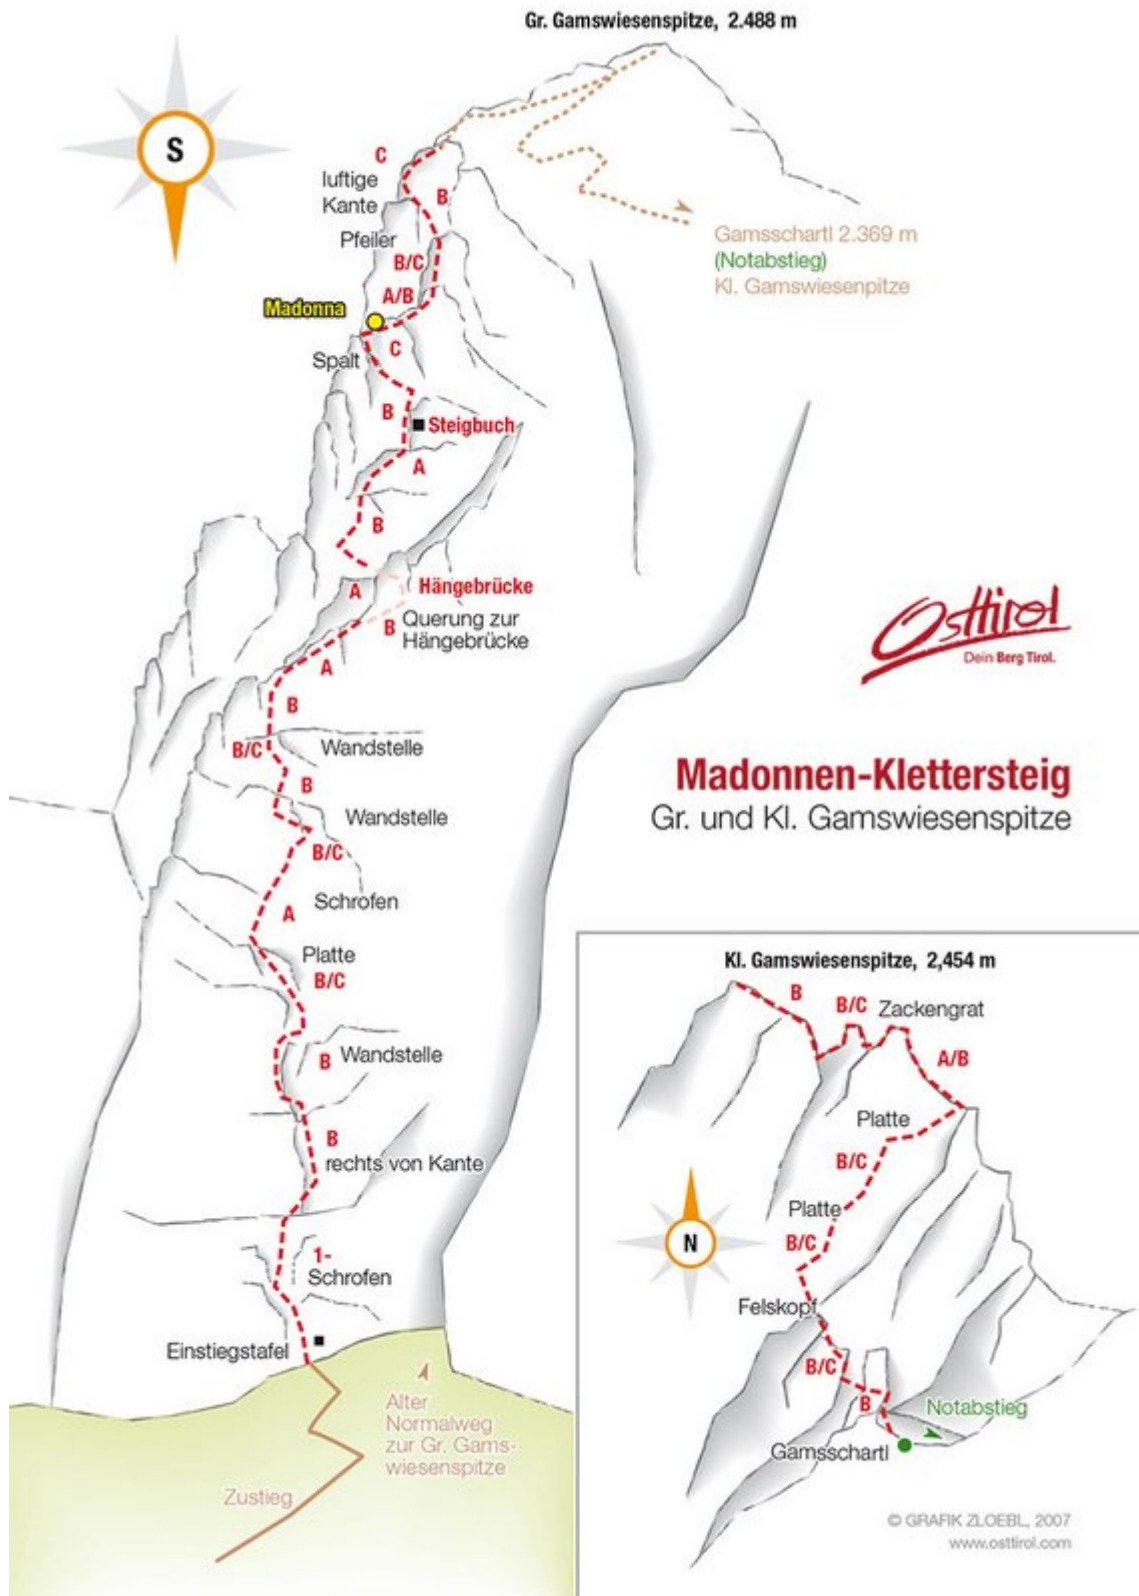 Gr. Gamswiesenspitze, 2.488 m
S
C
luftige
Kante
B
Pfeiler
B/C
Gamsschartl 2.369 m
(Notabstieg)
Kl. Gamswiesenpitze
A/B
Madonna
C
Spalt
B
Steigbuch
A
B
Hängebrücke
A
B
Querung zur
Hängebrücke
A
B
B/C
Wandstelle
B
Wandstelle
B/C
Schrofen
A
Platte
B/C
B
Wandstelle
B
rechts von Kante
1-
Schrofen
Einstiegstafel
Alter
Normalweg
zur Gr. Gams-
wiesenspitze
Zustieg
Osttirol
Dein Berg Tirol.
Madonnen-Klettersteig
Gr. und Kl. Gamswiesenspitze
Kl. Gamswiesenspitze, 2,454 m
B
B/C
Zackengrat
A/B
Platte
B/C
Platte
N
B/C
Felskopf
B/C
B
Notabstieg
Gamsschartl
© GRAFIK ZLOEBL, 2007
www.osttirol.com